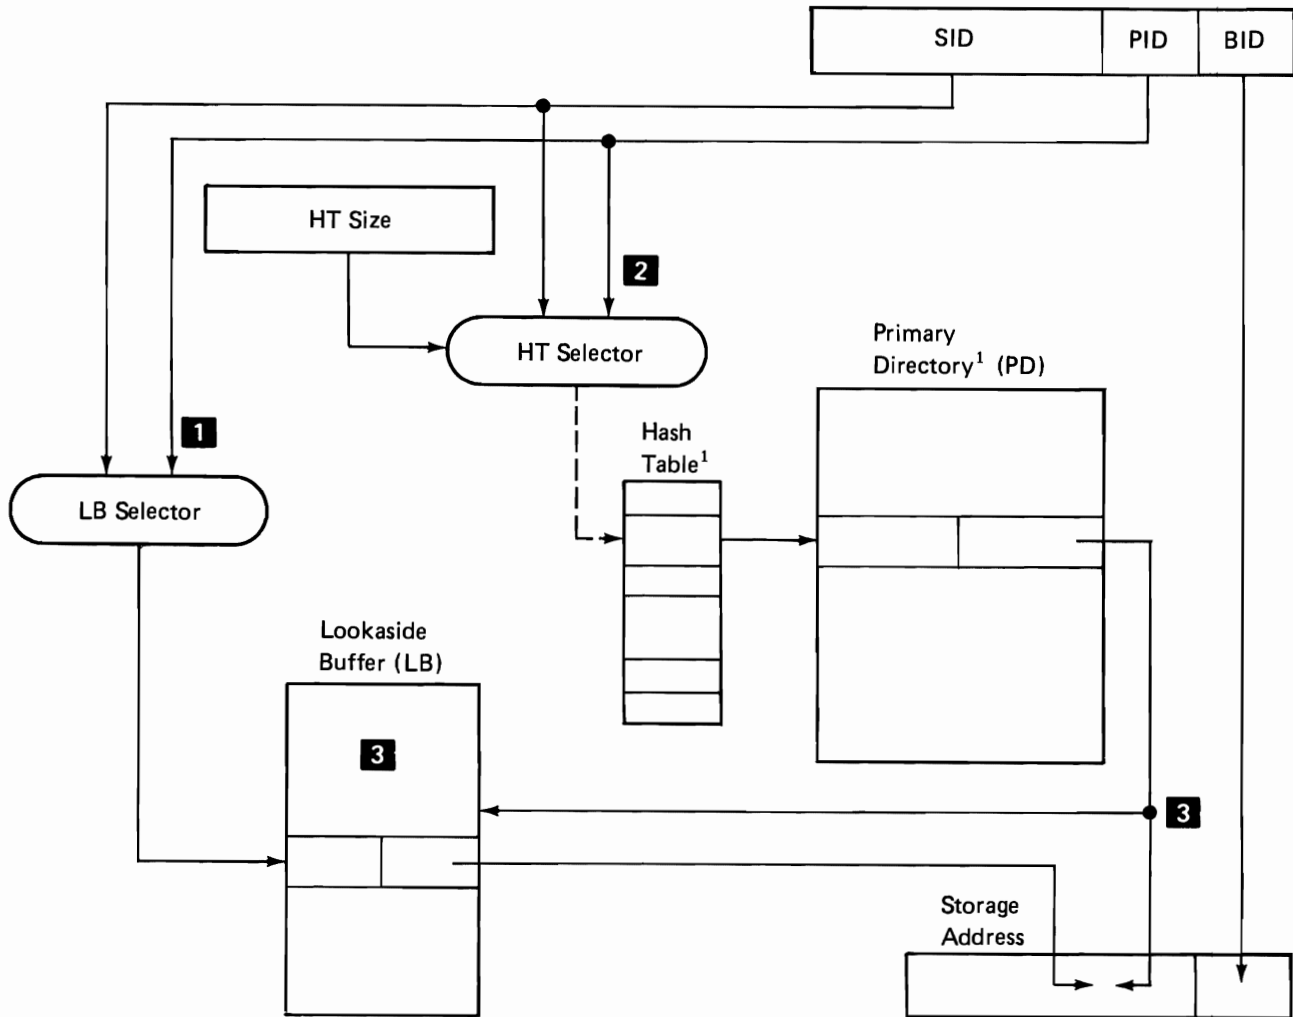 SID PID BID
HT Size
2
HT Selector
Primary
Directory¹ (PD)
1
Hash
Table¹
LB Selector
Lookaside
Buffer (LB)
3
3
Storage
Address